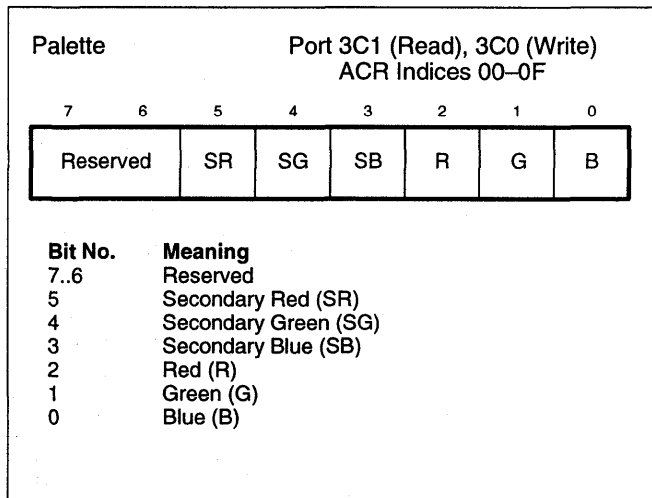 Palette Port 3C1 (Read), 3C0 (Write)
ACR Indices 00–0F
7 6 5 4 3 2 1 0
Reserved SR SG SB R G B
Bit No. Meaning
7..6 Reserved
5 Secondary Red (SR)
4 Secondary Green (SG)
3 Secondary Blue (SB)
2 Red (R)
1 Green (G)
0 Blue (B)